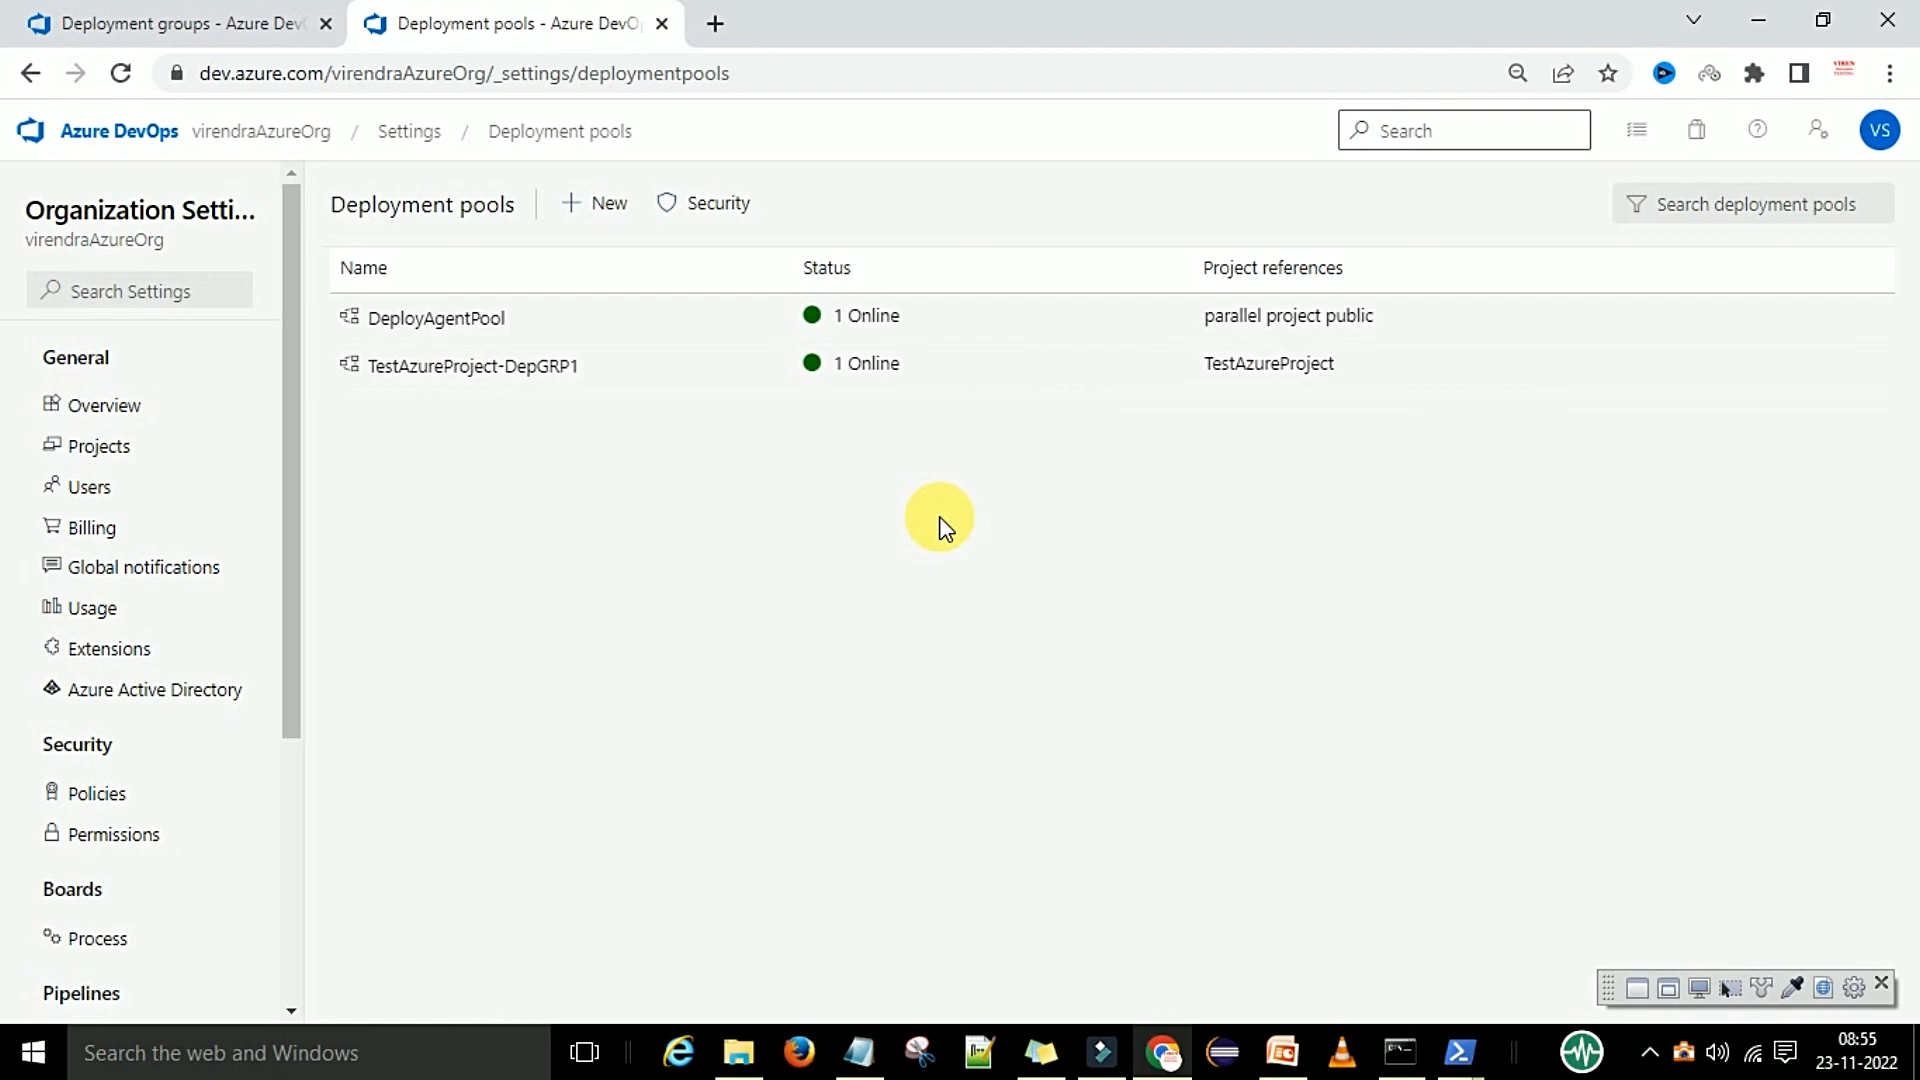 Deployment groups - Azure Dev
Deployment pools - Azure DevO
dev.azure.com/virendraAzureOrg/_settings/deploymentpools
Azure DevOps virendraAzureOrg / Settings / Deployment pools
Search
VS
Organization Setti...
virendraAzureOrg
Search Settings
General
Overview
Projects
Users
Billing
Global notifications
Usage
Extensions
Azure Active Directory
Security
Policies
Permissions
Boards
Process
Pipelines
Deployment pools
New
Security
Search deployment pools
Name Status Project references
DeployAgentPool 1 Online parallel project public
TestAzureProject-DepGRP1 1 Online TestAzureProject
Search the web and Windows
08:55
23-11-2022